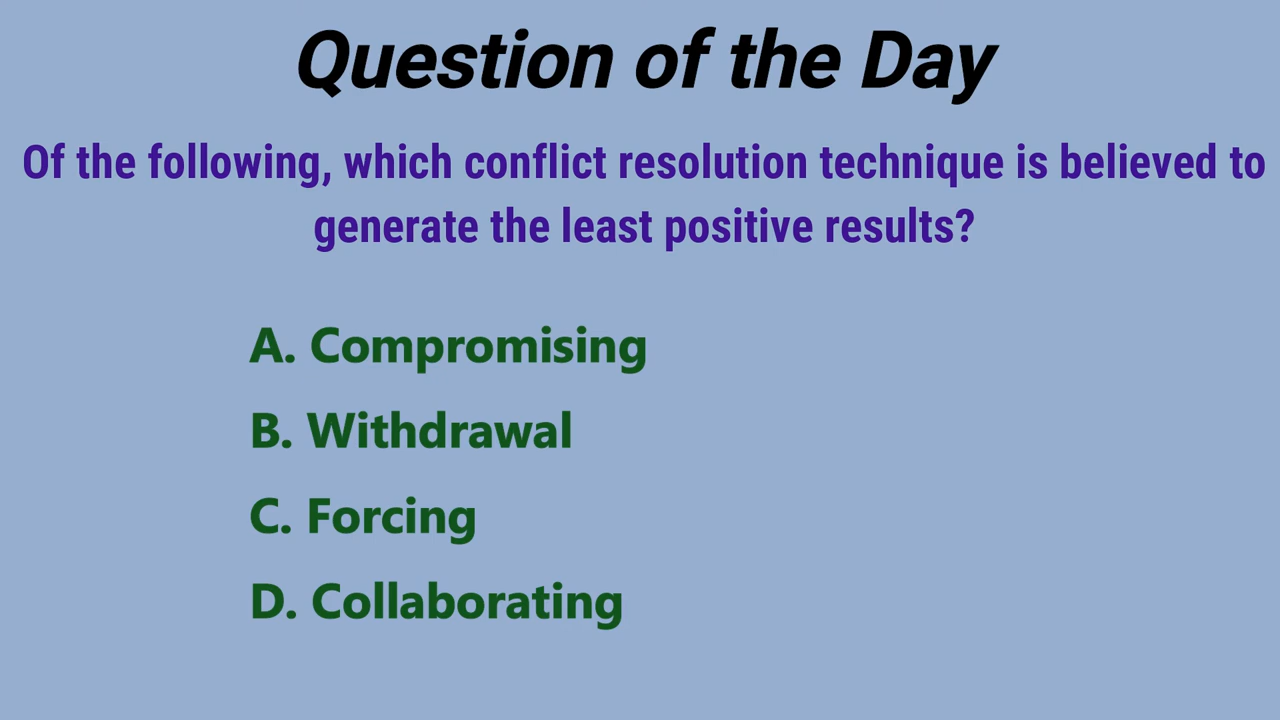 Question of the Day
Of the following, which conflict resolution technique is believed to
generate the least positive results?
A. Compromising
B. Withdrawal
C. Forcing
D. Collaborating